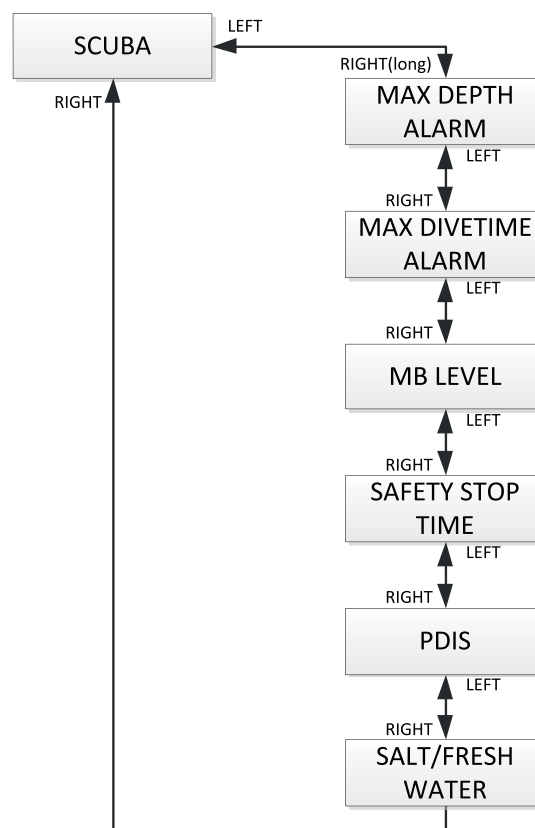 LEFT
SCUBA
RIGHT(long)
RIGHT
MAX DEPTH
ALARM
LEFT
RIGHT
MAX DIVETIME
ALARM
LEFT
RIGHT
MB LEVEL
LEFT
RIGHT
SAFETY STOP
TIME
LEFT
RIGHT
PDIS
LEFT
RIGHT
SALT/FRESH
WATER